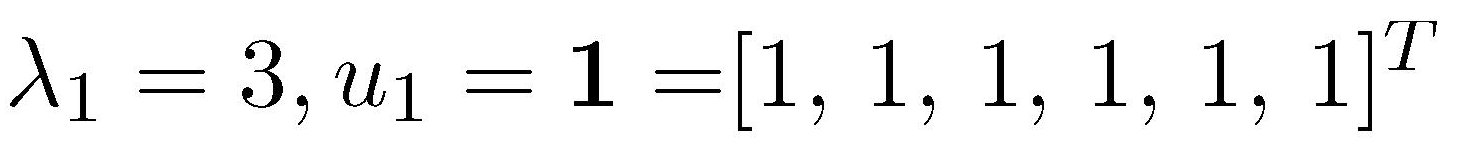 λ₁ = 3, u₁ = 𝟏 =[1, 1, 1, 1, 1, 1]ᵀ